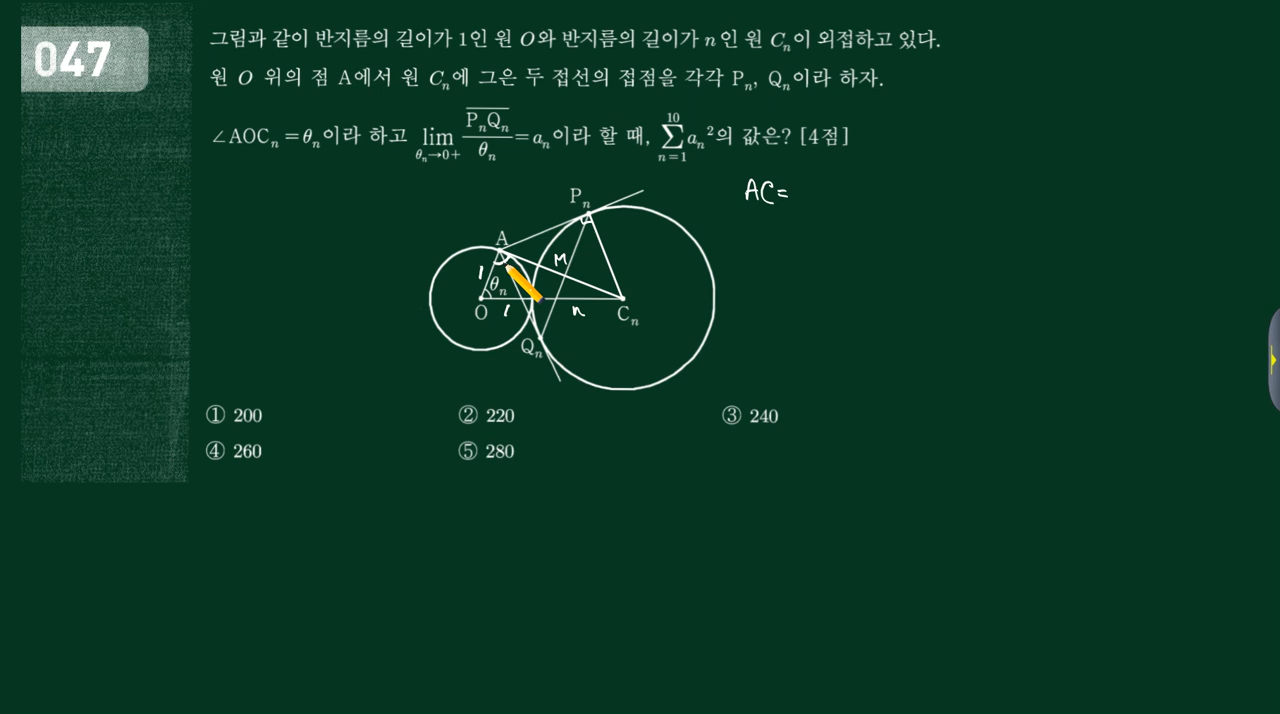 047
그림과 같이 반지름의 길이가 1인 원 O와 반지름의 길이가 n인 원 Cₙ이 외접하고 있다.
원 O 위의 점 A에서 원 Cₙ에 그은 두 접선의 접점을 각각 Pₙ, Qₙ이라 하자.
∠AOCₙ=θₙ이라 하고 lim_{θₙ→0+} \overline{PₙQₙ}/θₙ=aₙ이라 할 때, ∑_{n=1}^{10} aₙ²의 값은? [4점]
AC=
Pₙ
A
M
1
θₙ
O
1
n
Cₙ
Qₙ
① 200
② 220
③ 240
④ 260
⑤ 280